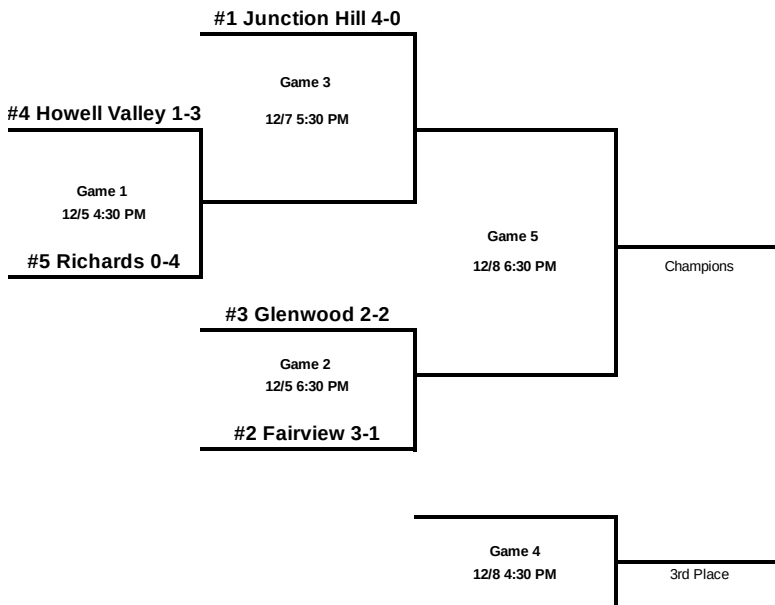 #1 Junction Hill 4-0
Game 3
#4 Howell Valley 1-3
12/7 5:30 PM
Game 1
12/5 4:30 PM
Game 5
#5 Richards 0-4
12/8 6:30 PM
Champions
#3 Glenwood 2-2
Game 2
12/5 6:30 PM
#2 Fairview 3-1
Game 4
12/8 4:30 PM
3rd Place